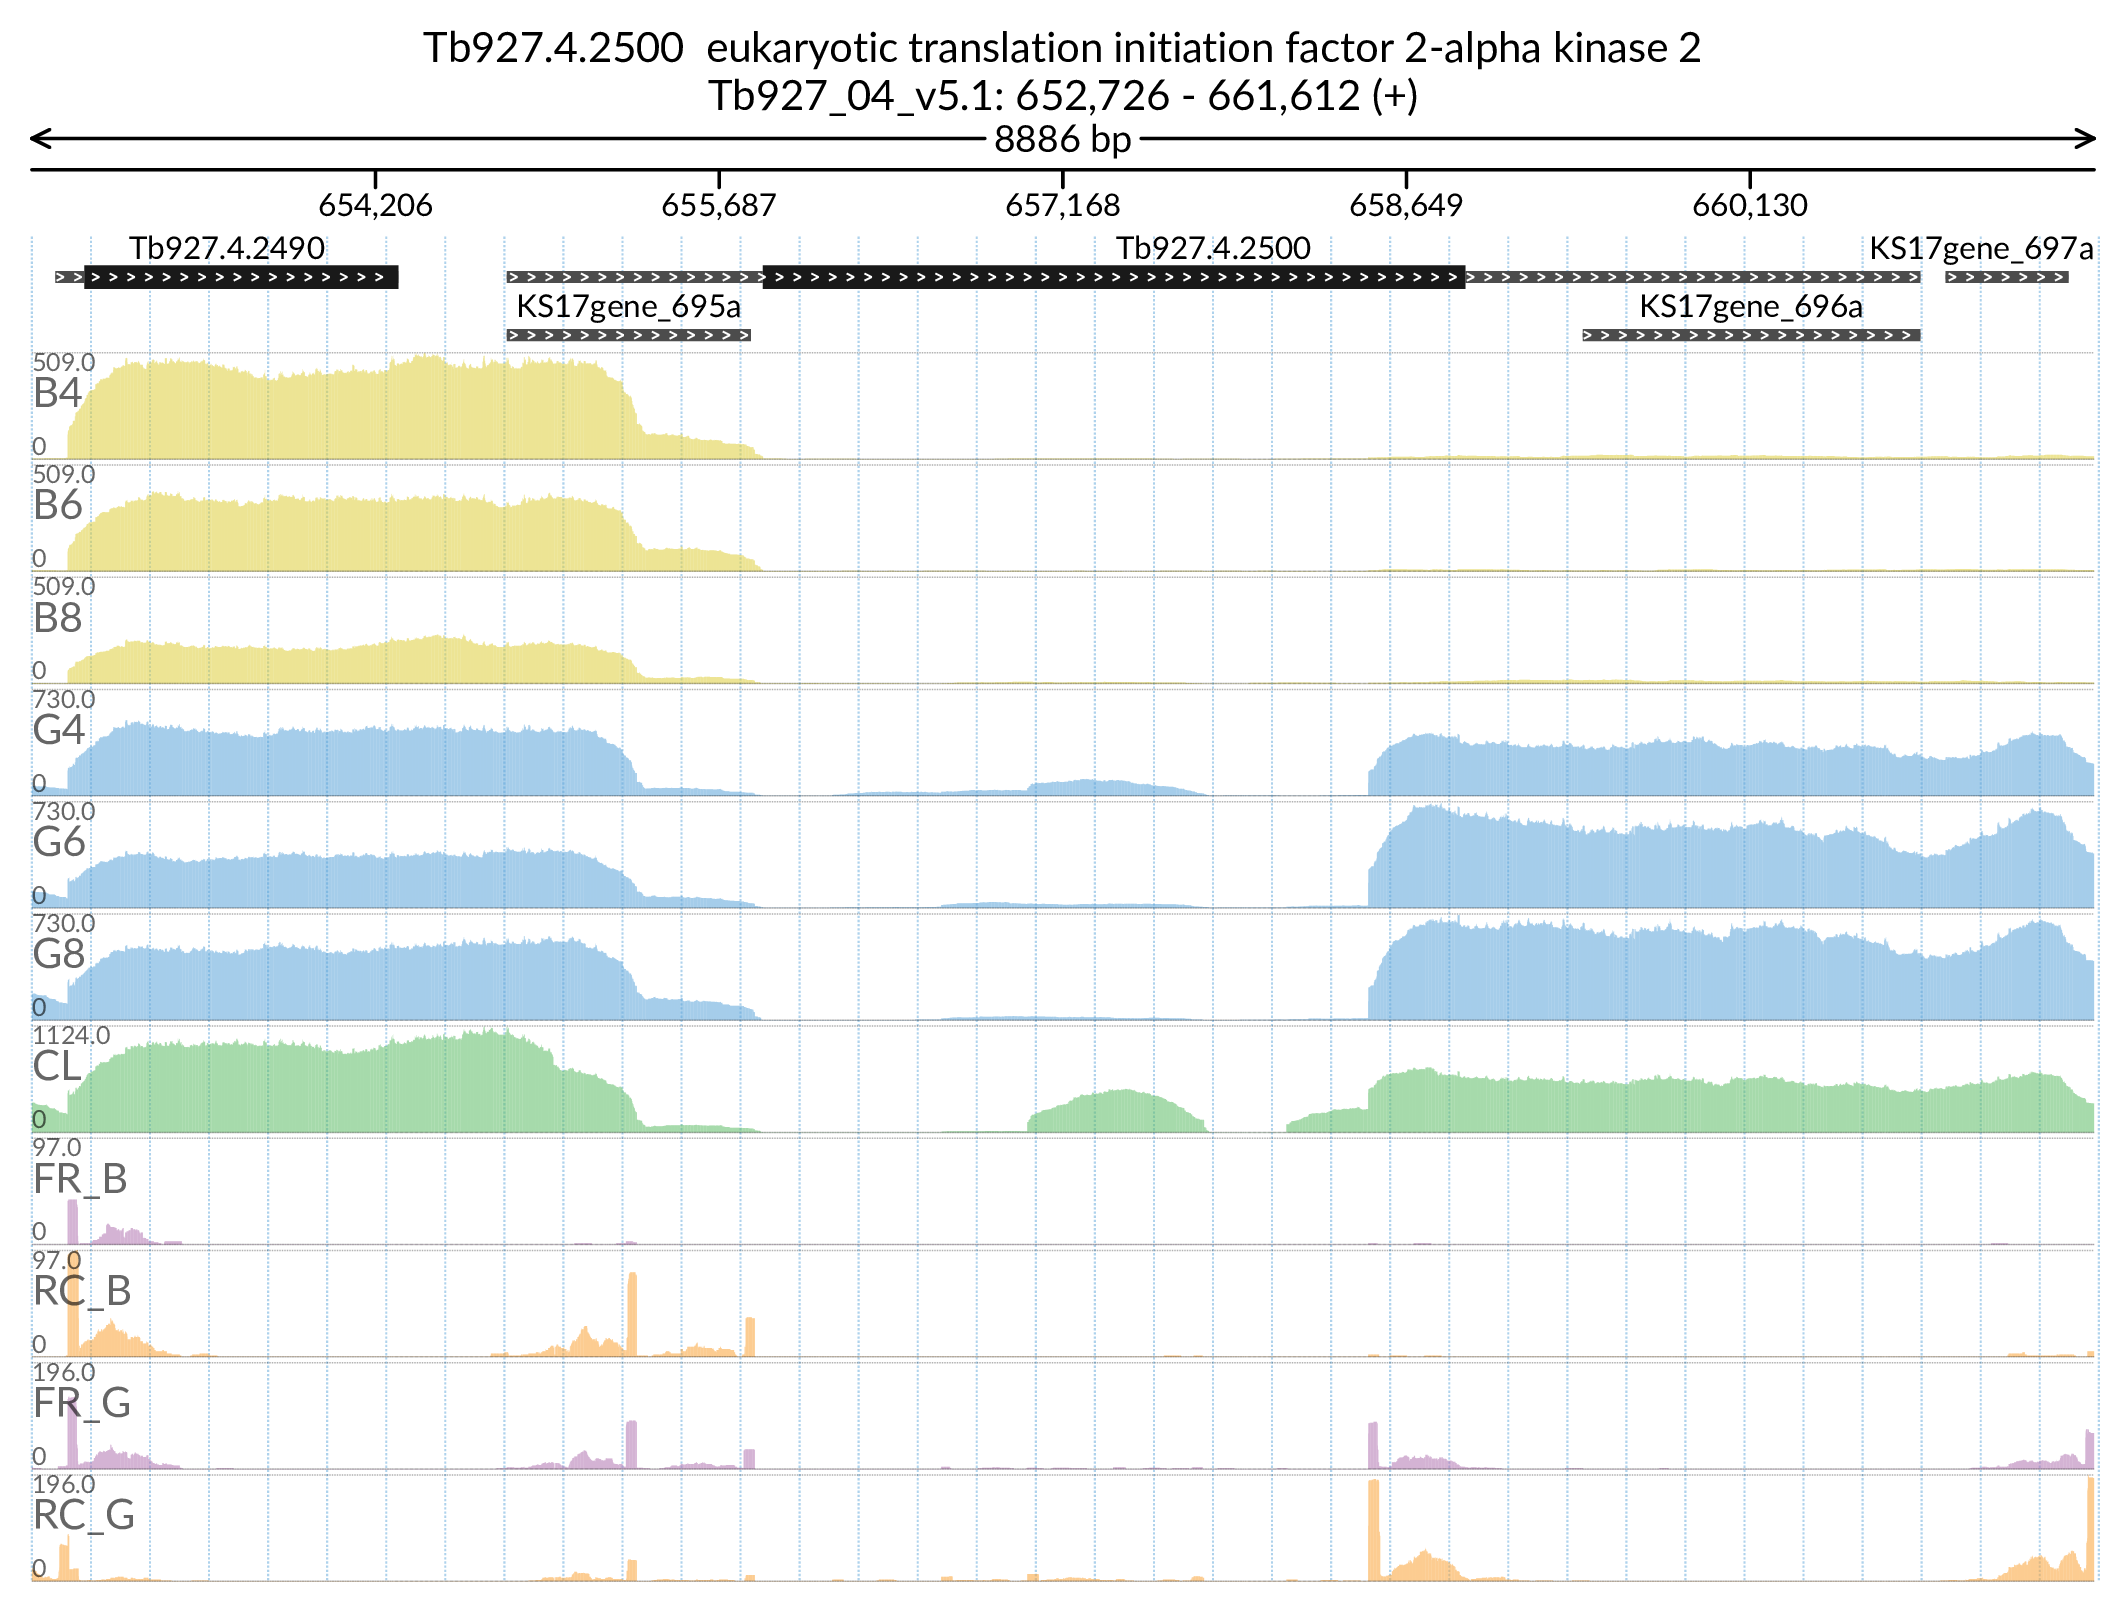 Tb927.4.2500  eukaryotic translation initiation factor 2-alpha kinase 2
Tb927_04_v5.1: 652,726 - 661,612 (+)
8886 bp
654,206 655,687 657,168 658,649 660,130
Tb927.4.2490 Tb927.4.2500 KS17gene_697a
KS17gene_695a KS17gene_696a
509.0
B4
0
509.0
B6
0
509.0
B8
0
730.0
G4
0
730.0
G6
0
730.0
G8
0
1124.0
CL
0
97.0
FR_B
0
97.0
RC_B
0
196.0
FR_G
0
196.0
RC_G
0